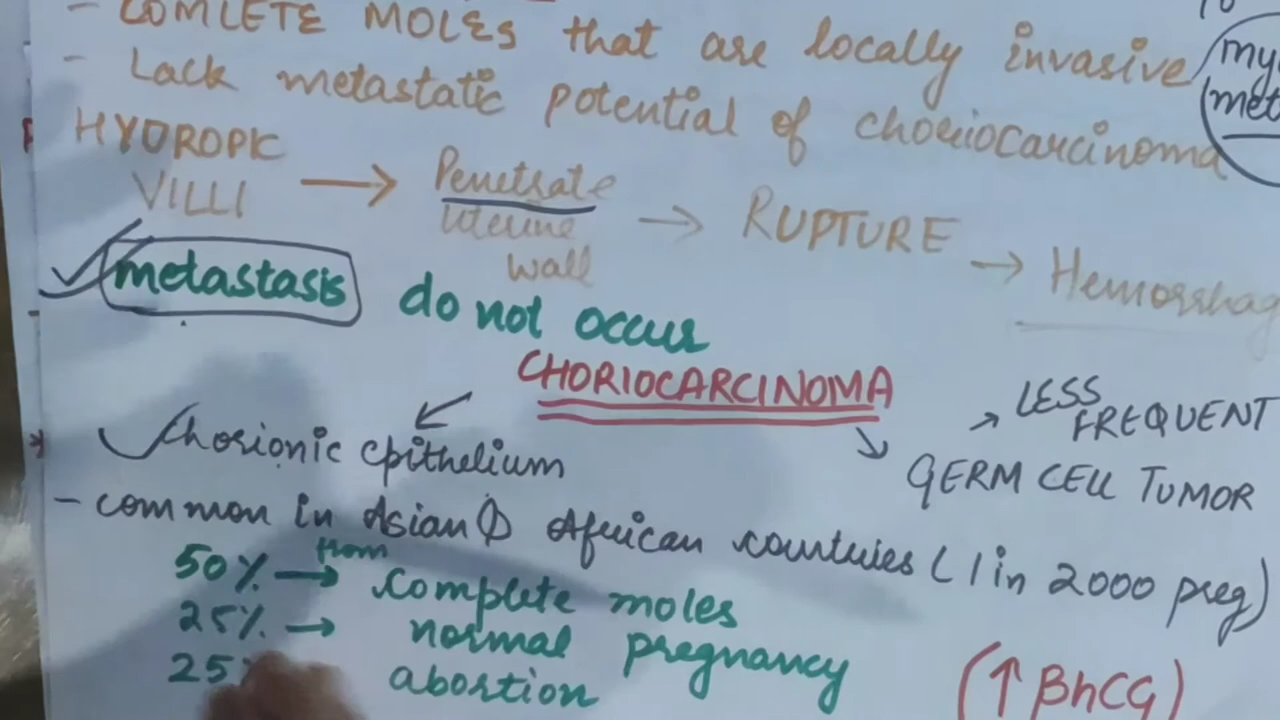 - COMLETE MOLES that are locally invasive
- Lack metastatic potential of choriocarcinoma
HYDROPIC VILLI → Penetrate uterine wall → RUPTURE → Hemorrhag
metastasis do not occur
CHORIOCARCINOMA
Chorionic epithelium
→ LESS FREQUENT
GERM CELL TUMOR
- common in Asian & African countries (1 in 2000 preg)
50% → from complete moles
25% → normal pregnancy
25% abortion
(↑ βhCG)